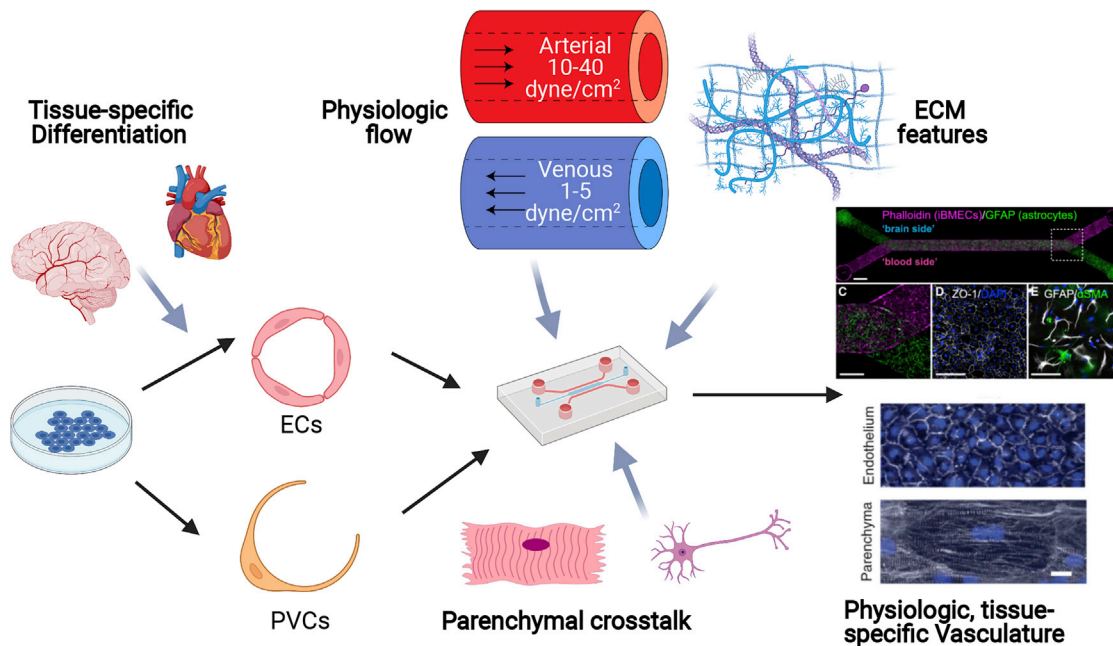 Tissue-specific
Differentiation
Physiologic
flow
Arterial
10-40
dyne/cm²
Venous
1-5
dyne/cm²
ECM
features
ECs
PVCs
Parenchymal crosstalk
Phalloidin (iBMECs)/GFAP (astrocytes)
'brain side'
'blood side'
C
D ZO-1/DAPI
E GFAP/αSMA
Endothelium
Parenchyma
Physiologic, tissue-
specific Vasculature